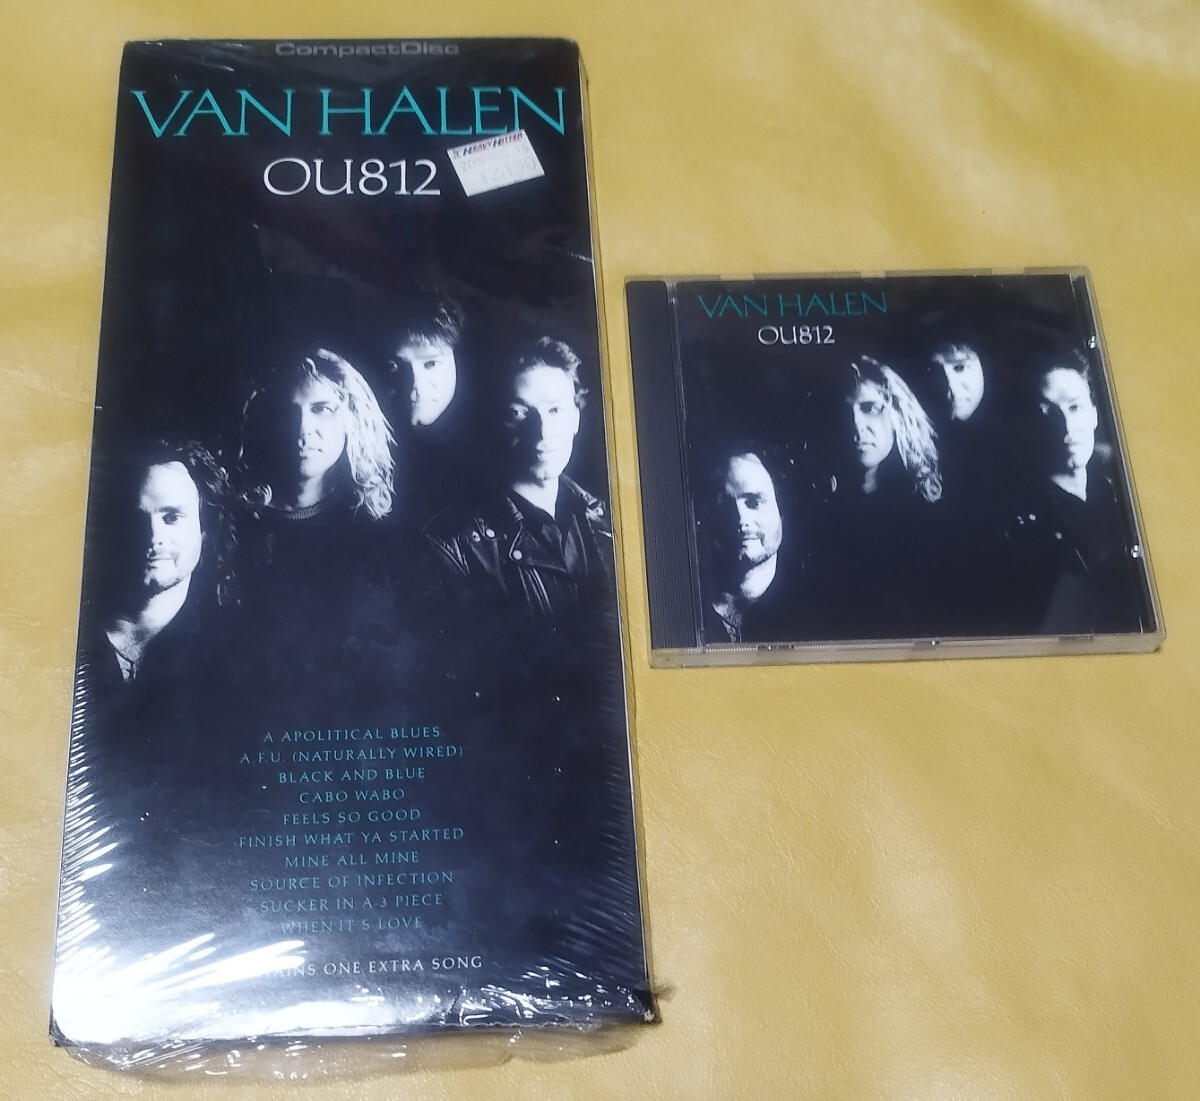 CompactDisc
VAN HALEN
OU812
HEAVY HITTER
A APOLITICAL BLUES
A.F.U. (NATURALLY WIRED)
BLACK AND BLUE
CABO WABO
FEELS SO GOOD
FINISH WHAT YA STARTED
MINE ALL MINE
SOURCE OF INFECTION
SUCKER IN A 3 PIECE
WHEN IT'S LOVE
ONE EXTRA SONG
VAN HALEN
OU812